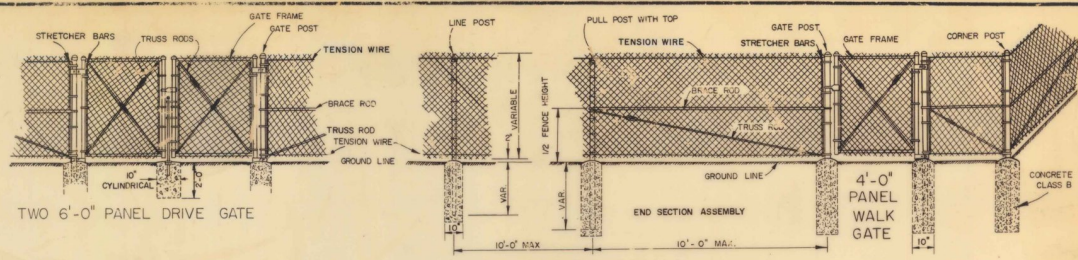 GATE FRAME
STRETCHER BARS
GATE POST
TRUSS RODS
TENSION WIRE
BRACE ROD
TRUSS ROD
TENSION WIRE
GROUND LINE
10"
CYLINDRICAL
2'-0"
TWO 6'-0" PANEL DRIVE GATE
LINE POST
VARIABLE
VAR
10"
10'-0" MAX
PULL POST WITH TOP
TENSION WIRE
GATE POST
STRETCHER BARS
GATE FRAME
CORNER POST
1/2 FENCE HEIGHT
BRACE ROD
TRUSS ROD
GROUND LINE
VAR
END SECTION ASSEMBLY
10'-0" MAX.
4'-0"
PANEL
WALK
GATE
10"
CONCRETE
CLASS B